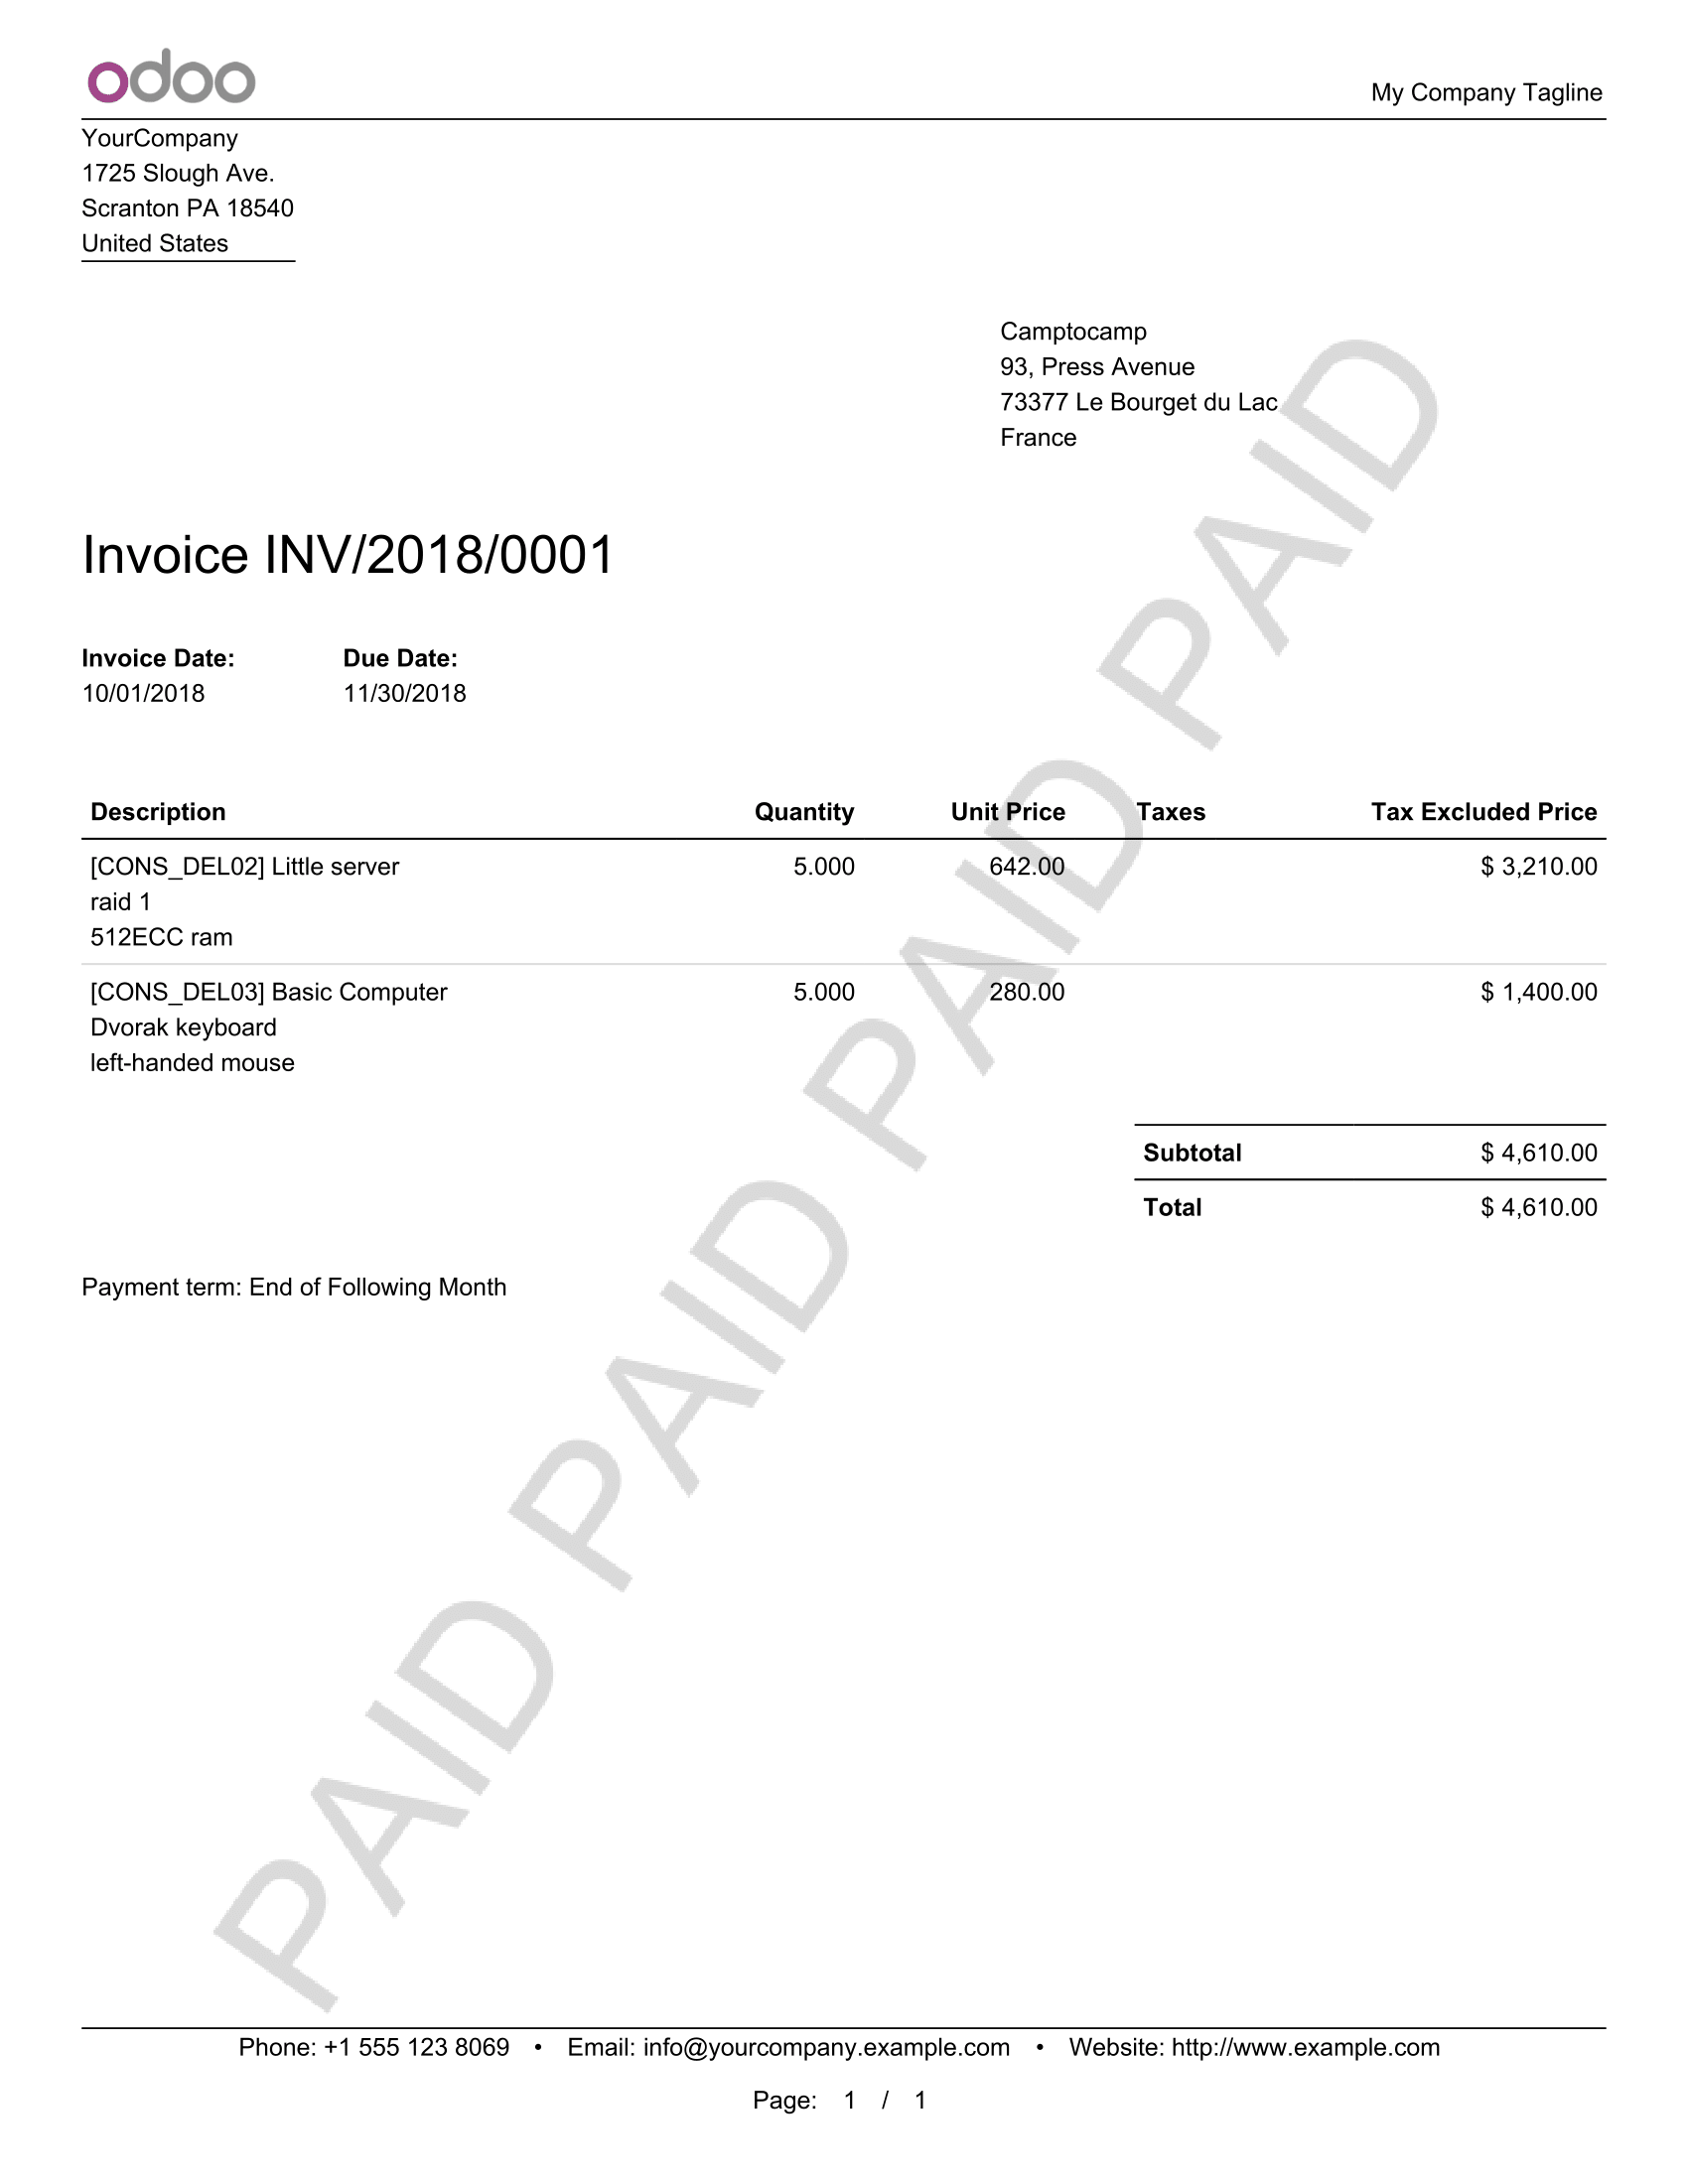 odoo
My Company Tagline
YourCompany
1725 Slough Ave.
Scranton PA 18540
United States
Camptocamp
93, Press Avenue
73377 Le Bourget du Lac
France
Invoice INV/2018/0001
Invoice Date: Due Date:
10/01/2018 11/30/2018
Description Quantity Unit Price Taxes Tax Excluded Price
[CONS_DEL02] Little server 5.000 642.00 $ 3,210.00
raid 1
512ECC ram
[CONS_DEL03] Basic Computer 5.000 280.00 $ 1,400.00
Dvorak keyboard
left-handed mouse
Subtotal $ 4,610.00
Total $ 4,610.00
Payment term: End of Following Month
PAID PAID PAID PAID
Phone: +1 555 123 8069 • Email: info@yourcompany.example.com • Website: http://www.example.com
Page: 1 / 1